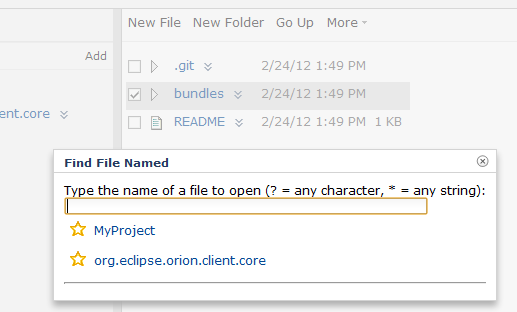 New File New Folder Go Up More
Add
.git 2/24/12 1:49 PM
bundles 2/24/12 1:49 PM
ent.core
README 2/24/12 1:49 PM 1 KB
Find File Named
Type the name of a file to open (? = any character, * = any string):
MyProject
org.eclipse.orion.client.core